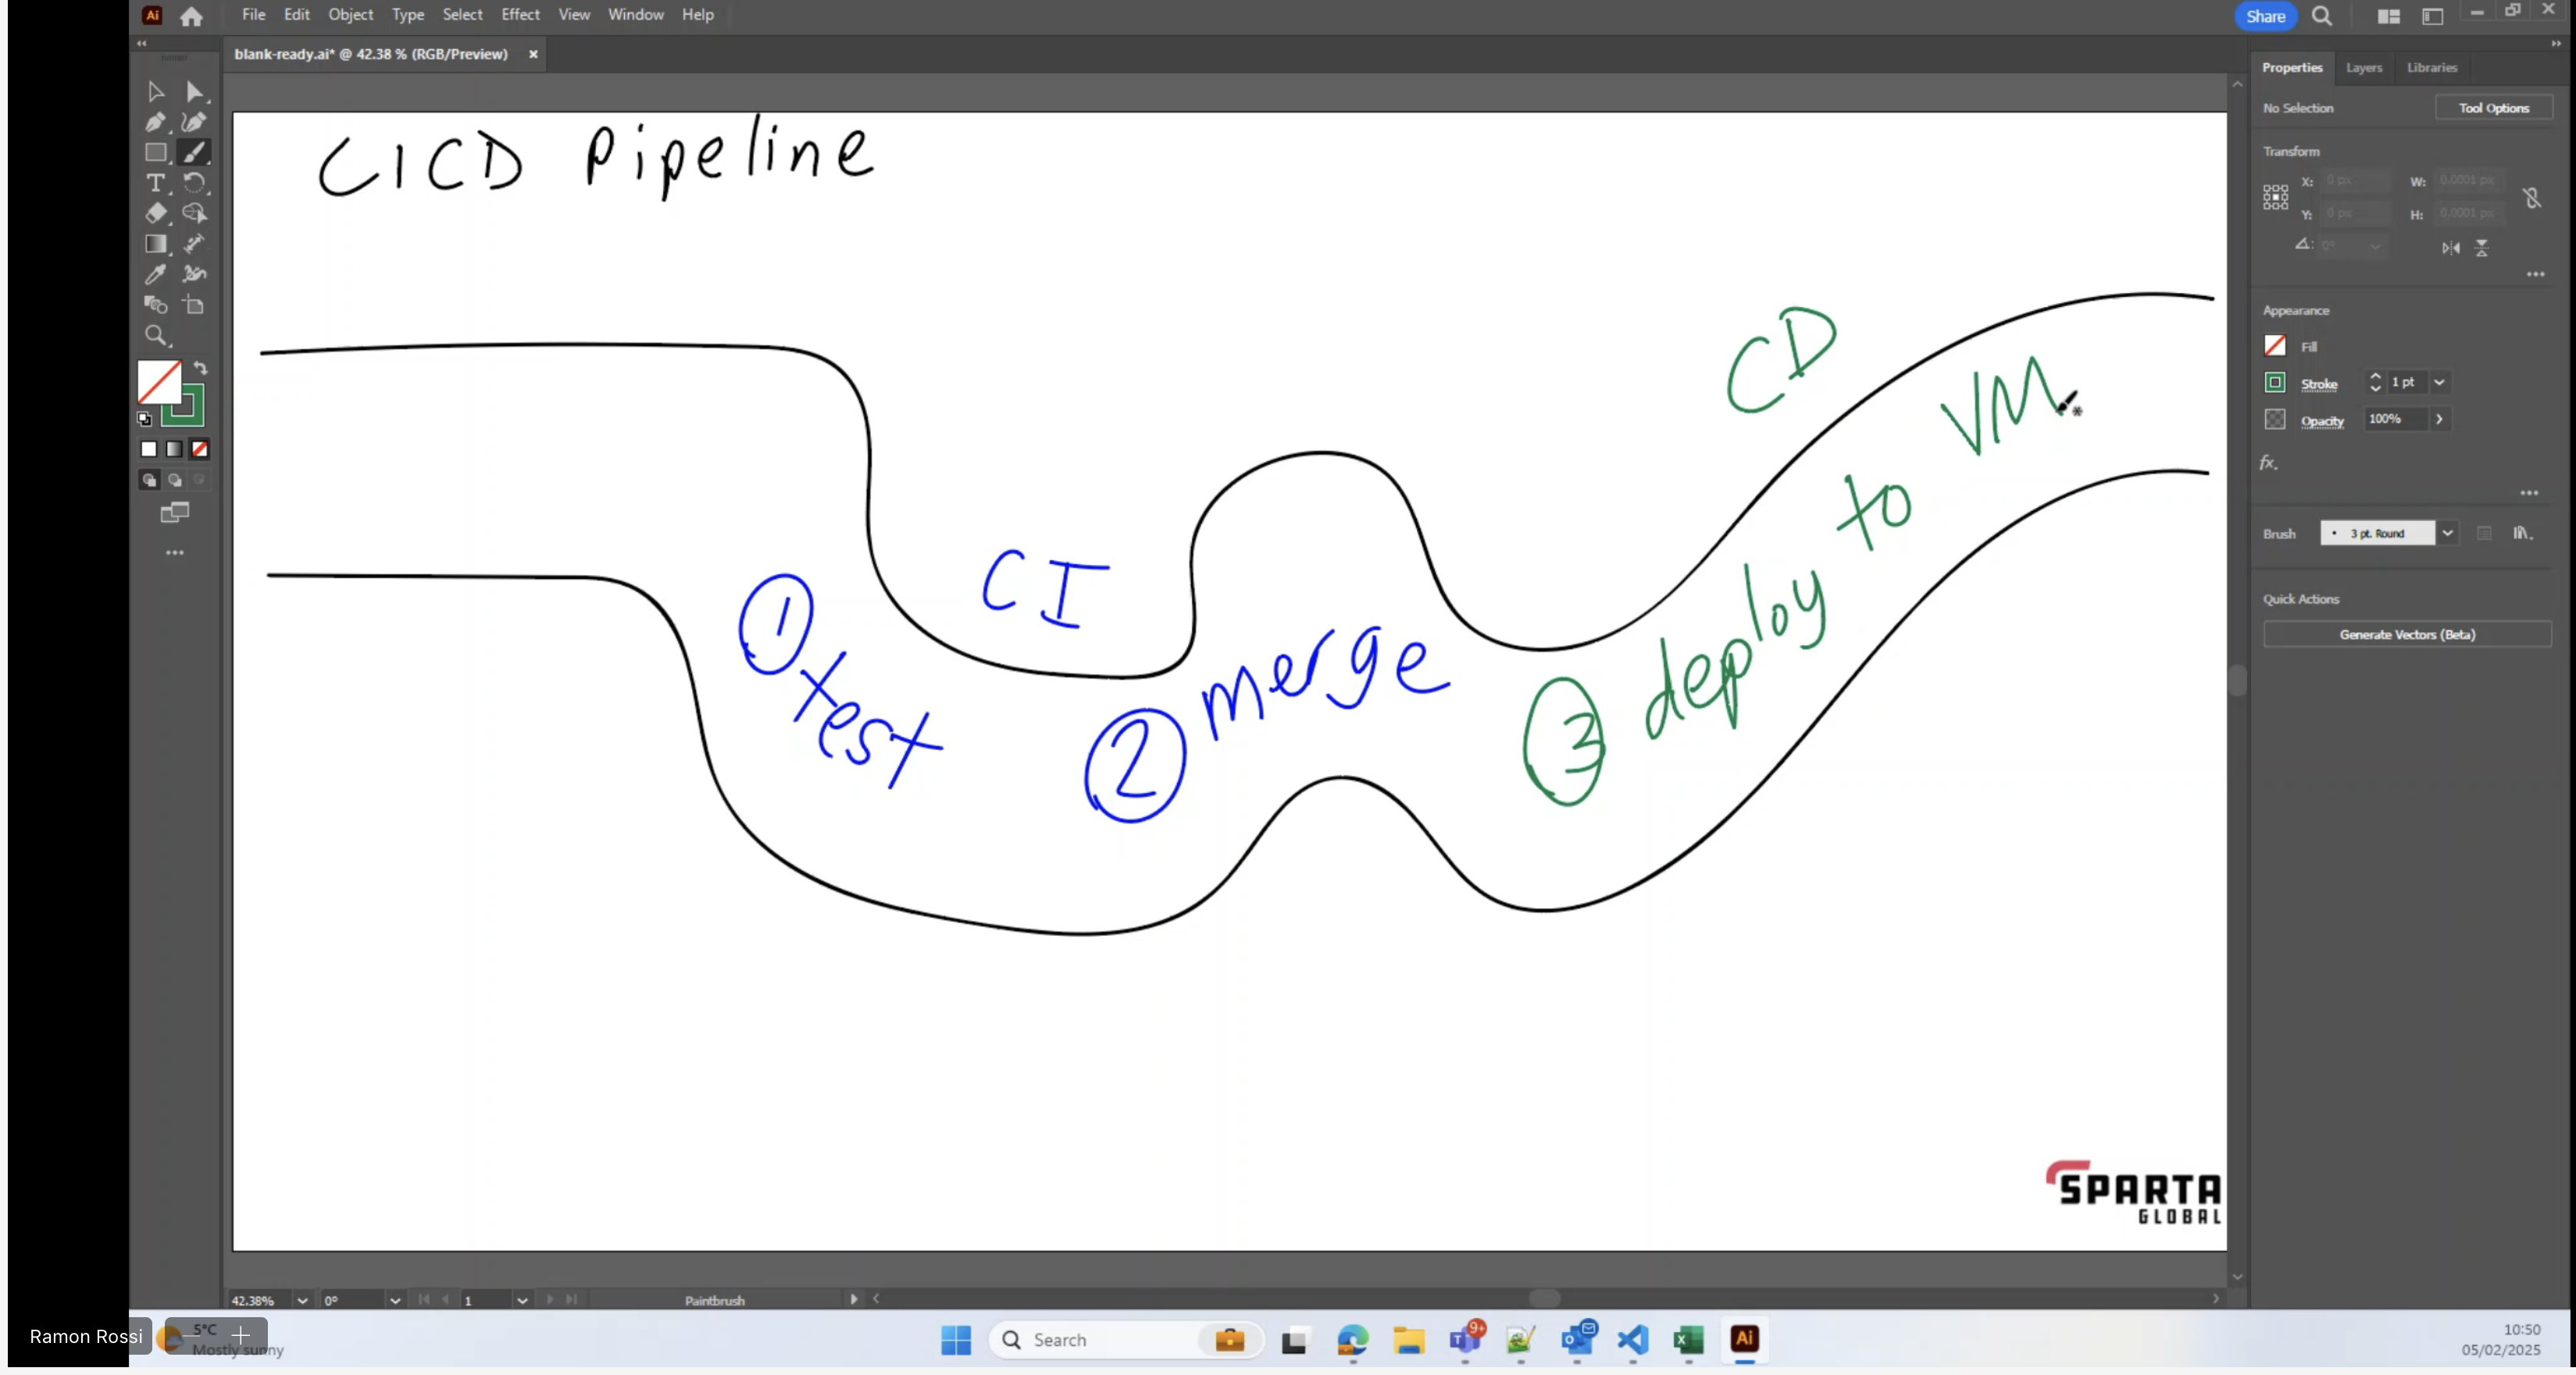 File Edit Object Type Select Effect View Window Help
Share
blank-ready.ai* @ 42.38 % (RGB/Preview) ×
Properties Layers Libraries
No Selection
Tool Options
Transform
X: 0 px W: 0.0001 px
Y: 0 px H: 0.0001 px
0°
Appearance
Fill
Stroke 1 pt
Opacity 100%
fx.
Brush 3 pt. Round
Quick Actions
Generate Vectors (Beta)
CICD Pipeline
CI
CD
1 test
2 merge
3 deploy to VM
SPARTA
GLOBAL
42.38% 0° 1 Paintbrush
Ramon Rossi
5°C
Mostly sunny
Search
9+
Ai
10:50
05/02/2025